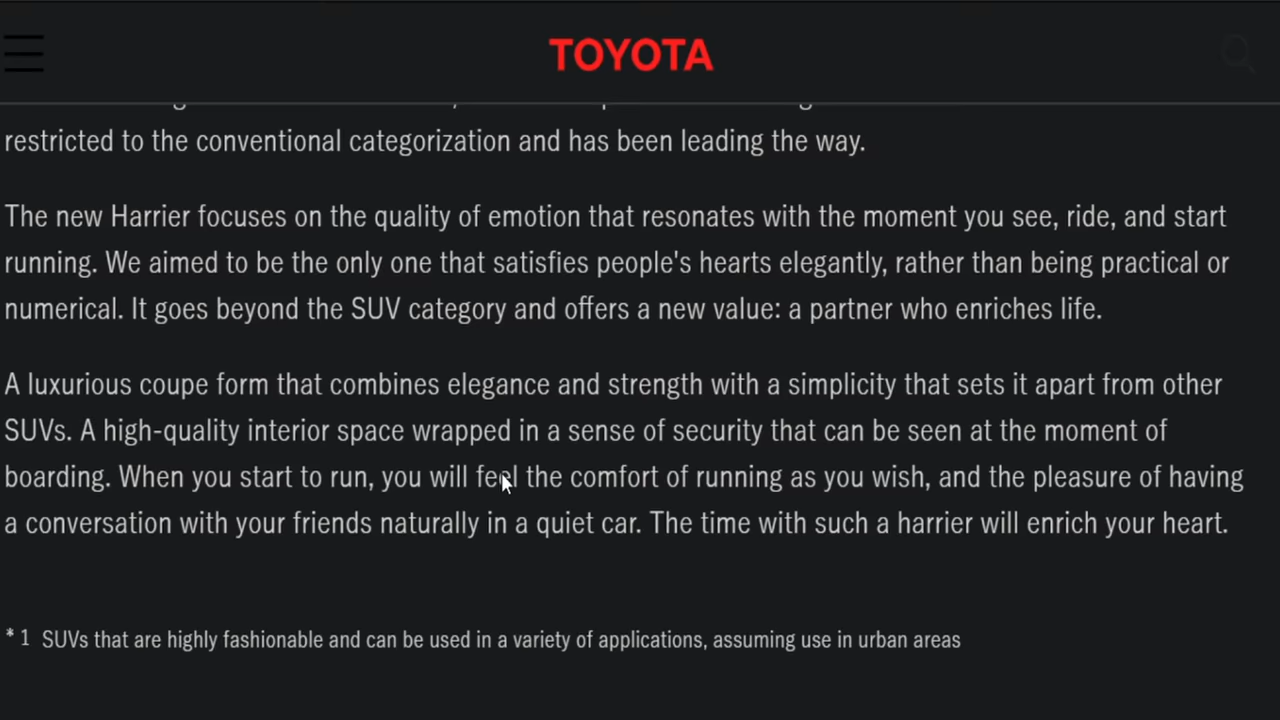 TOYOTA
restricted to the conventional categorization and has been leading the way.
The new Harrier focuses on the quality of emotion that resonates with the moment you see, ride, and start
running. We aimed to be the only one that satisfies people's hearts elegantly, rather than being practical or
numerical. It goes beyond the SUV category and offers a new value: a partner who enriches life.
A luxurious coupe form that combines elegance and strength with a simplicity that sets it apart from other
SUVs. A high-quality interior space wrapped in a sense of security that can be seen at the moment of
boarding. When you start to run, you will feel the comfort of running as you wish, and the pleasure of having
a conversation with your friends naturally in a quiet car. The time with such a harrier will enrich your heart.
* 1 SUVs that are highly fashionable and can be used in a variety of applications, assuming use in urban areas